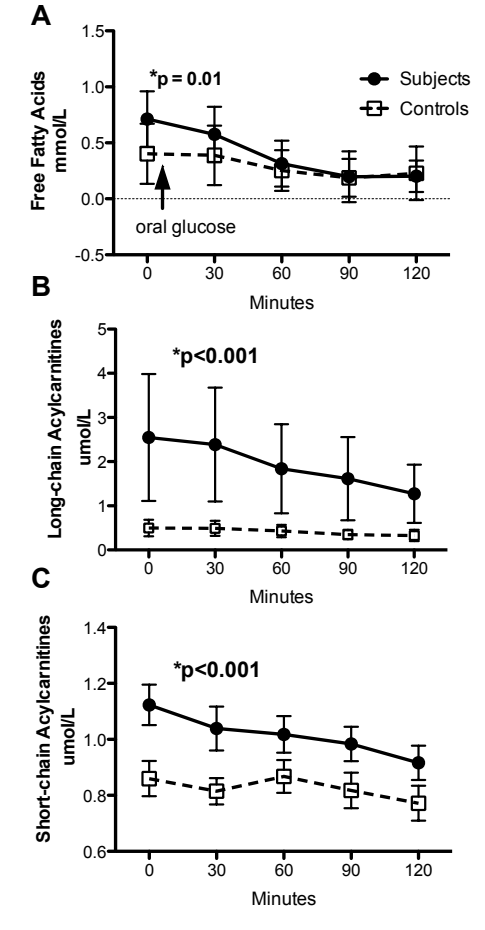 A
Free Fatty Acids
mmol/L
1.5
1.0
0.5
0.0
-0.5
*p = 0.01
Subjects
Controls
oral glucose
0 30 60 90 120
Minutes
B
Long-chain Acylcarnitines
umol/L
5
4
3
2
1
0
*p<0.001
0 30 60 90 120
Minutes
C
Short-chain Acylcarnitines
umol/L
1.4
1.2
1.0
0.8
0.6
*p<0.001
0 30 60 90 120
Minutes